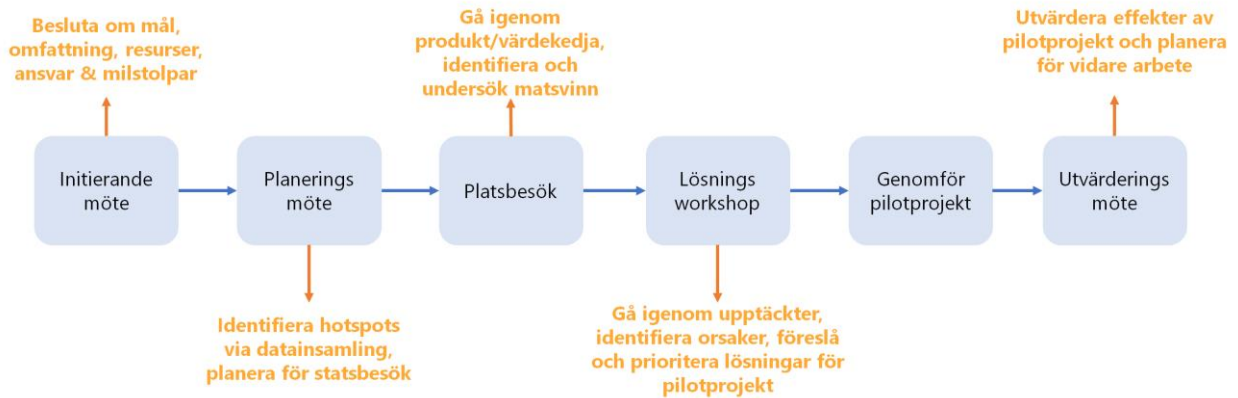 Besluta om mål,
omfattning, resurser,
ansvar & milstolpar
Gå igenom
produkt/värdekedja,
identifiera och
undersök matsvinn
Utvärdera effekter av
pilotprojekt och planera
för vidare arbete
Initierande
möte
Planerings
möte
Platsbesök
Lösnings
workshop
Genomför
pilotprojekt
Utvärderings
möte
Identifiera hotspots
via datainsamling,
planera för statsbesök
Gå igenom upptäckter,
identifiera orsaker, föreslå
och prioritera lösningar för
pilotprojekt